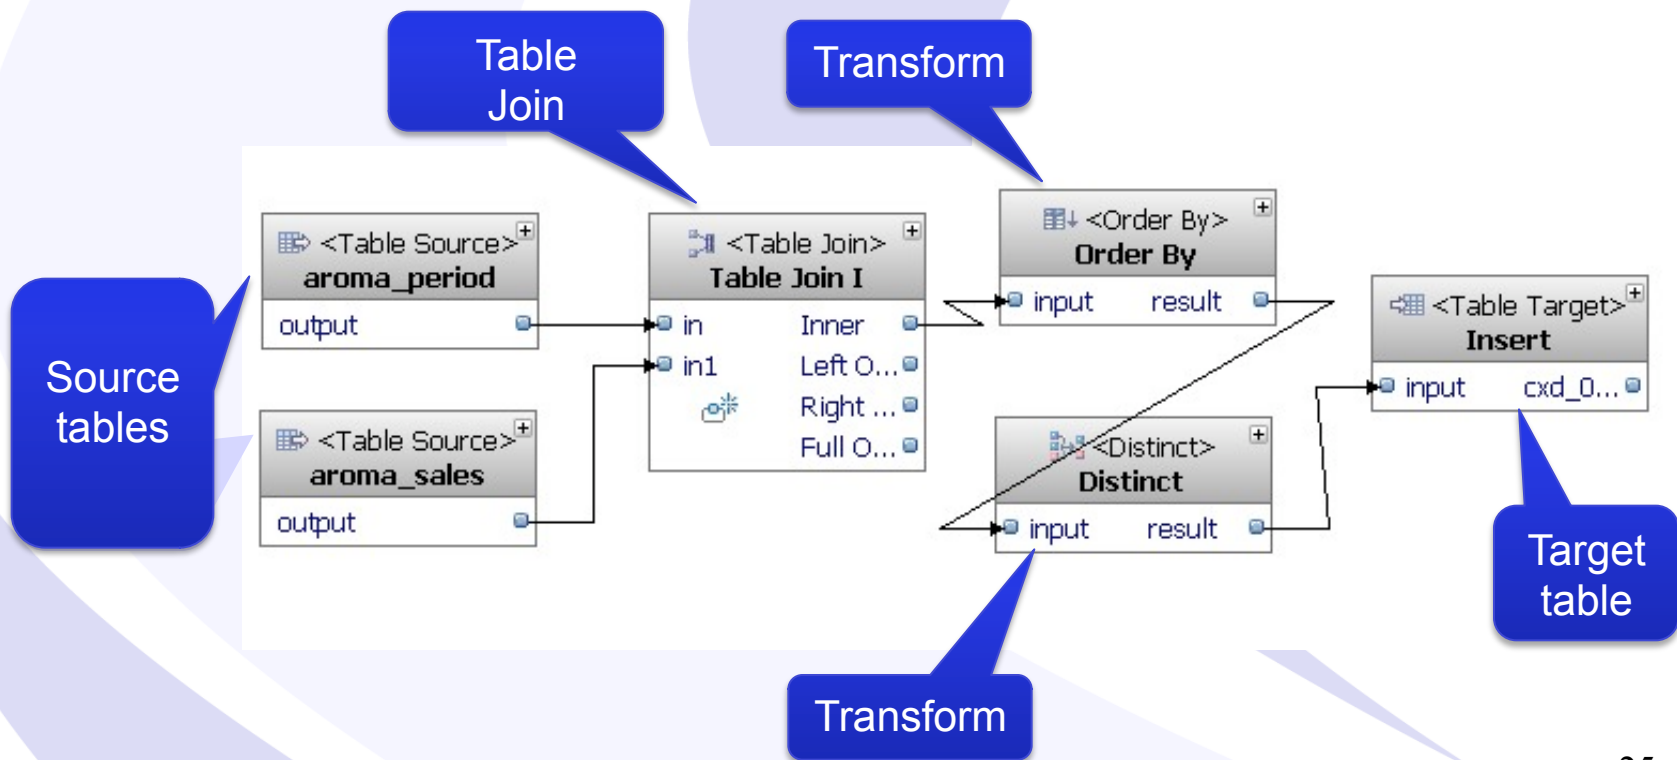 Table
Join
Transform
Source
tables
<Table Source>
aroma_period
output
<Table Source>
aroma_sales
output
<Table Join>
Table Join I
in Inner
in1 Left O...
Right ...
Full O...
<Order By>
Order By
input result
<Distinct>
Distinct
input result
<Table Target>
Insert
input cxd_0...
Target
table
Transform